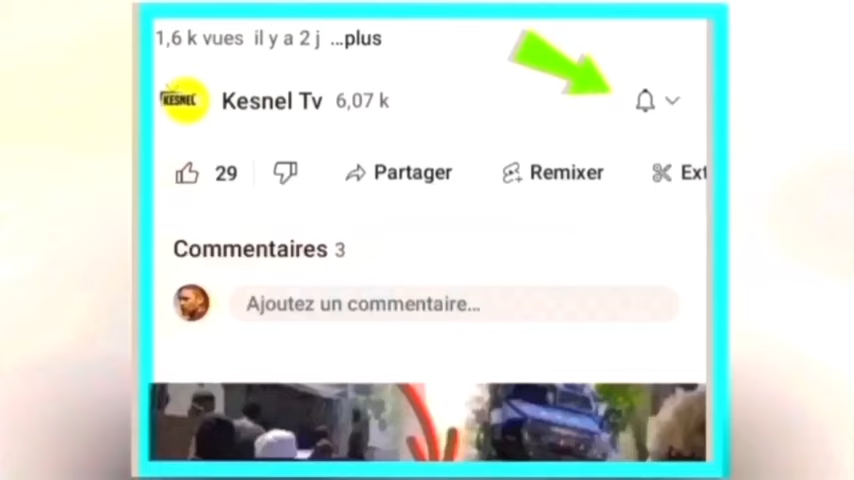 1,6 k vues il y a 2 j ...plus
KESNEL
Kesnel Tv 6,07 k
29 Partager Remixer Ext
Commentaires 3
Ajoutez un commentaire...